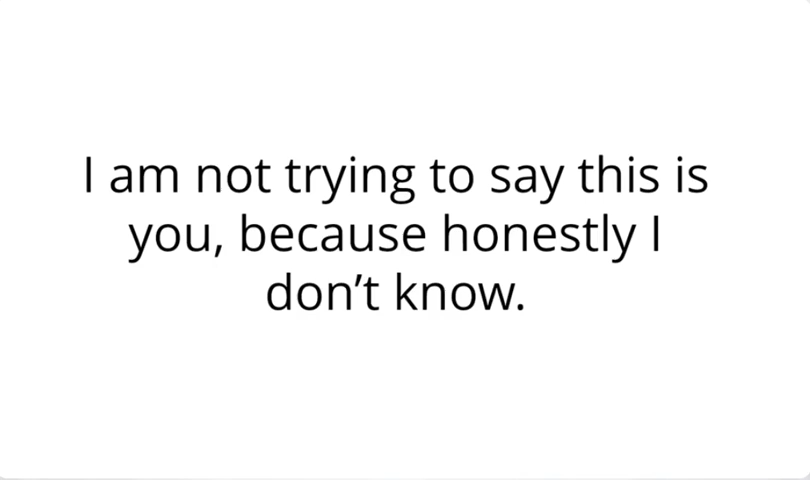 I am not trying to say this is
you, because honestly I
don’t know.